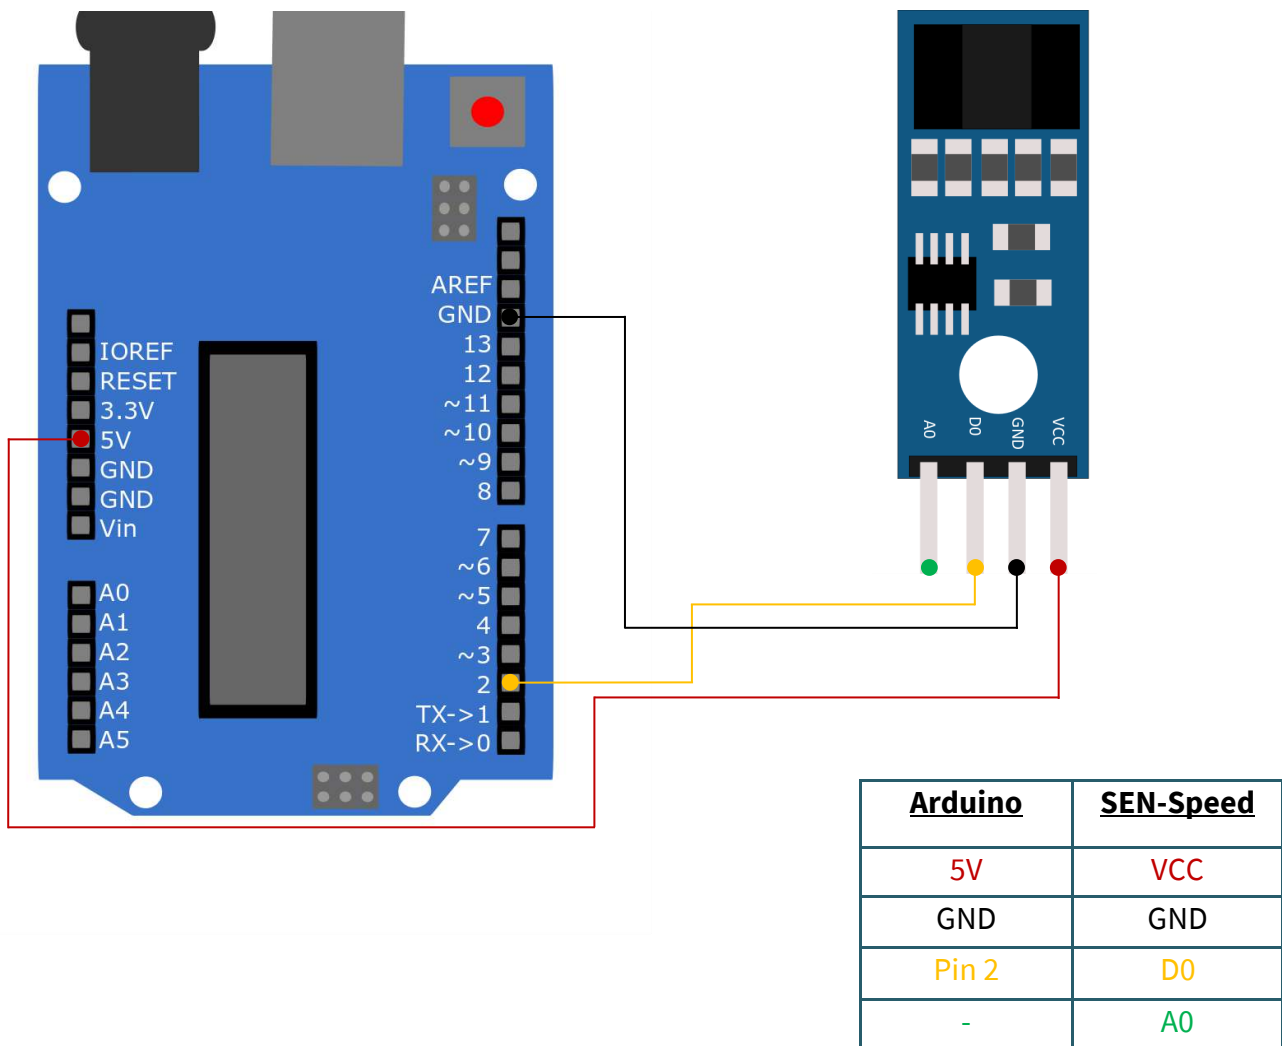 IOREF
RESET
3.3V
5V
GND
GND
Vin
A0
A1
A2
A3
A4
A5
AREF
GND
13
12
~11
~10
~9
8
7
~6
~5
4
~3
2
TX->1
RX->0
A0
D0
GND
VCC
Arduino SEN-Speed
5V VCC
GND GND
Pin 2 D0
- A0